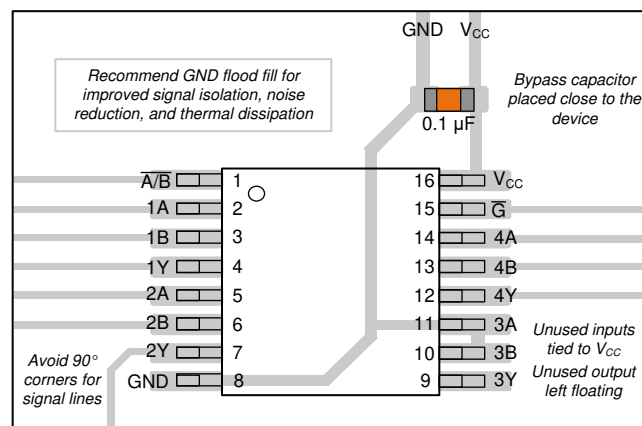 GND VCC
Recommend GND flood fill for
improved signal isolation, noise
reduction, and thermal dissipation
Bypass capacitor
placed close to the
device
0.1 µF
A̅/̅B̅ 1 16 VCC
1A 2 15 G̅
1B 3 14 4A
1Y 4 13 4B
2A 5 12 4Y
2B 6 11 3A
2Y 7 10 3B
GND 8 9 3Y
Unused inputs
tied to VCC
Unused output
left floating
Avoid 90°
corners for
signal lines